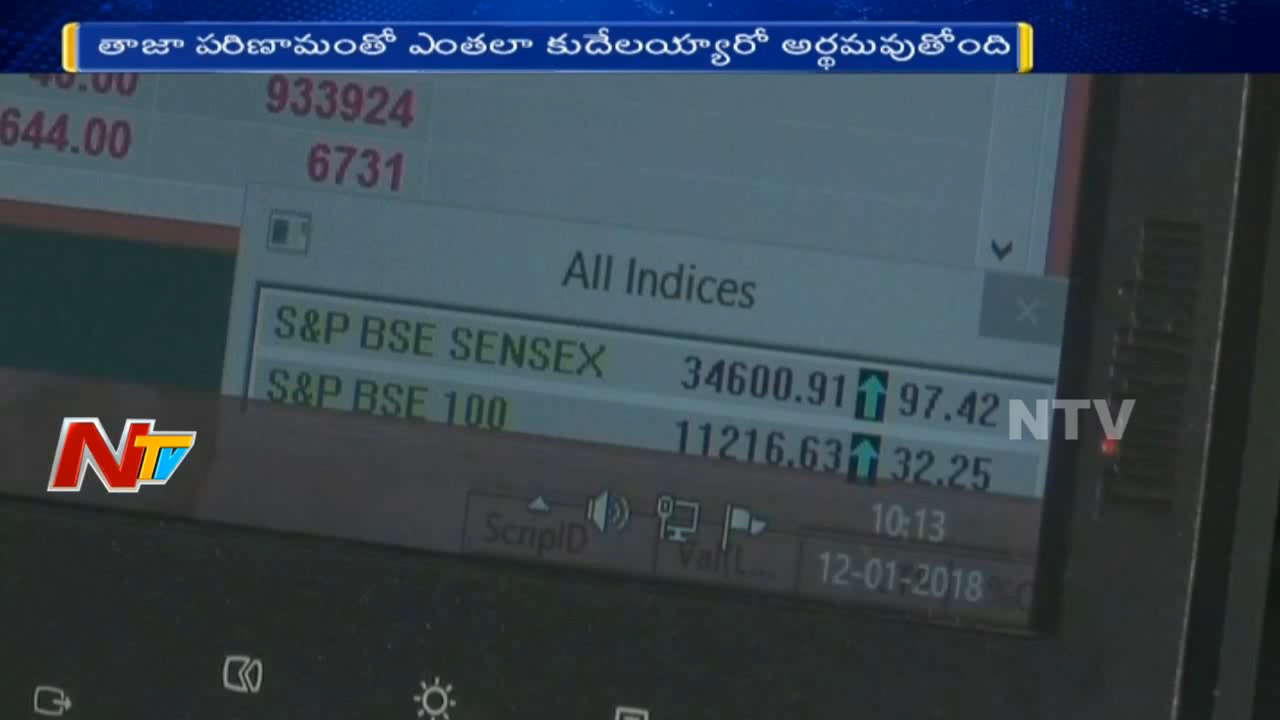 తాజా పరిణామంతో ఎంతలా కుదేలయ్యారో అర్థమవుతోంది
933924
644.00 6731
All Indices
S&P BSE SENSEX 34600.91 97.42
S&P BSE 100 11216.63 32.25
NTV
NTV
10:13
ScripID
12-01-2018